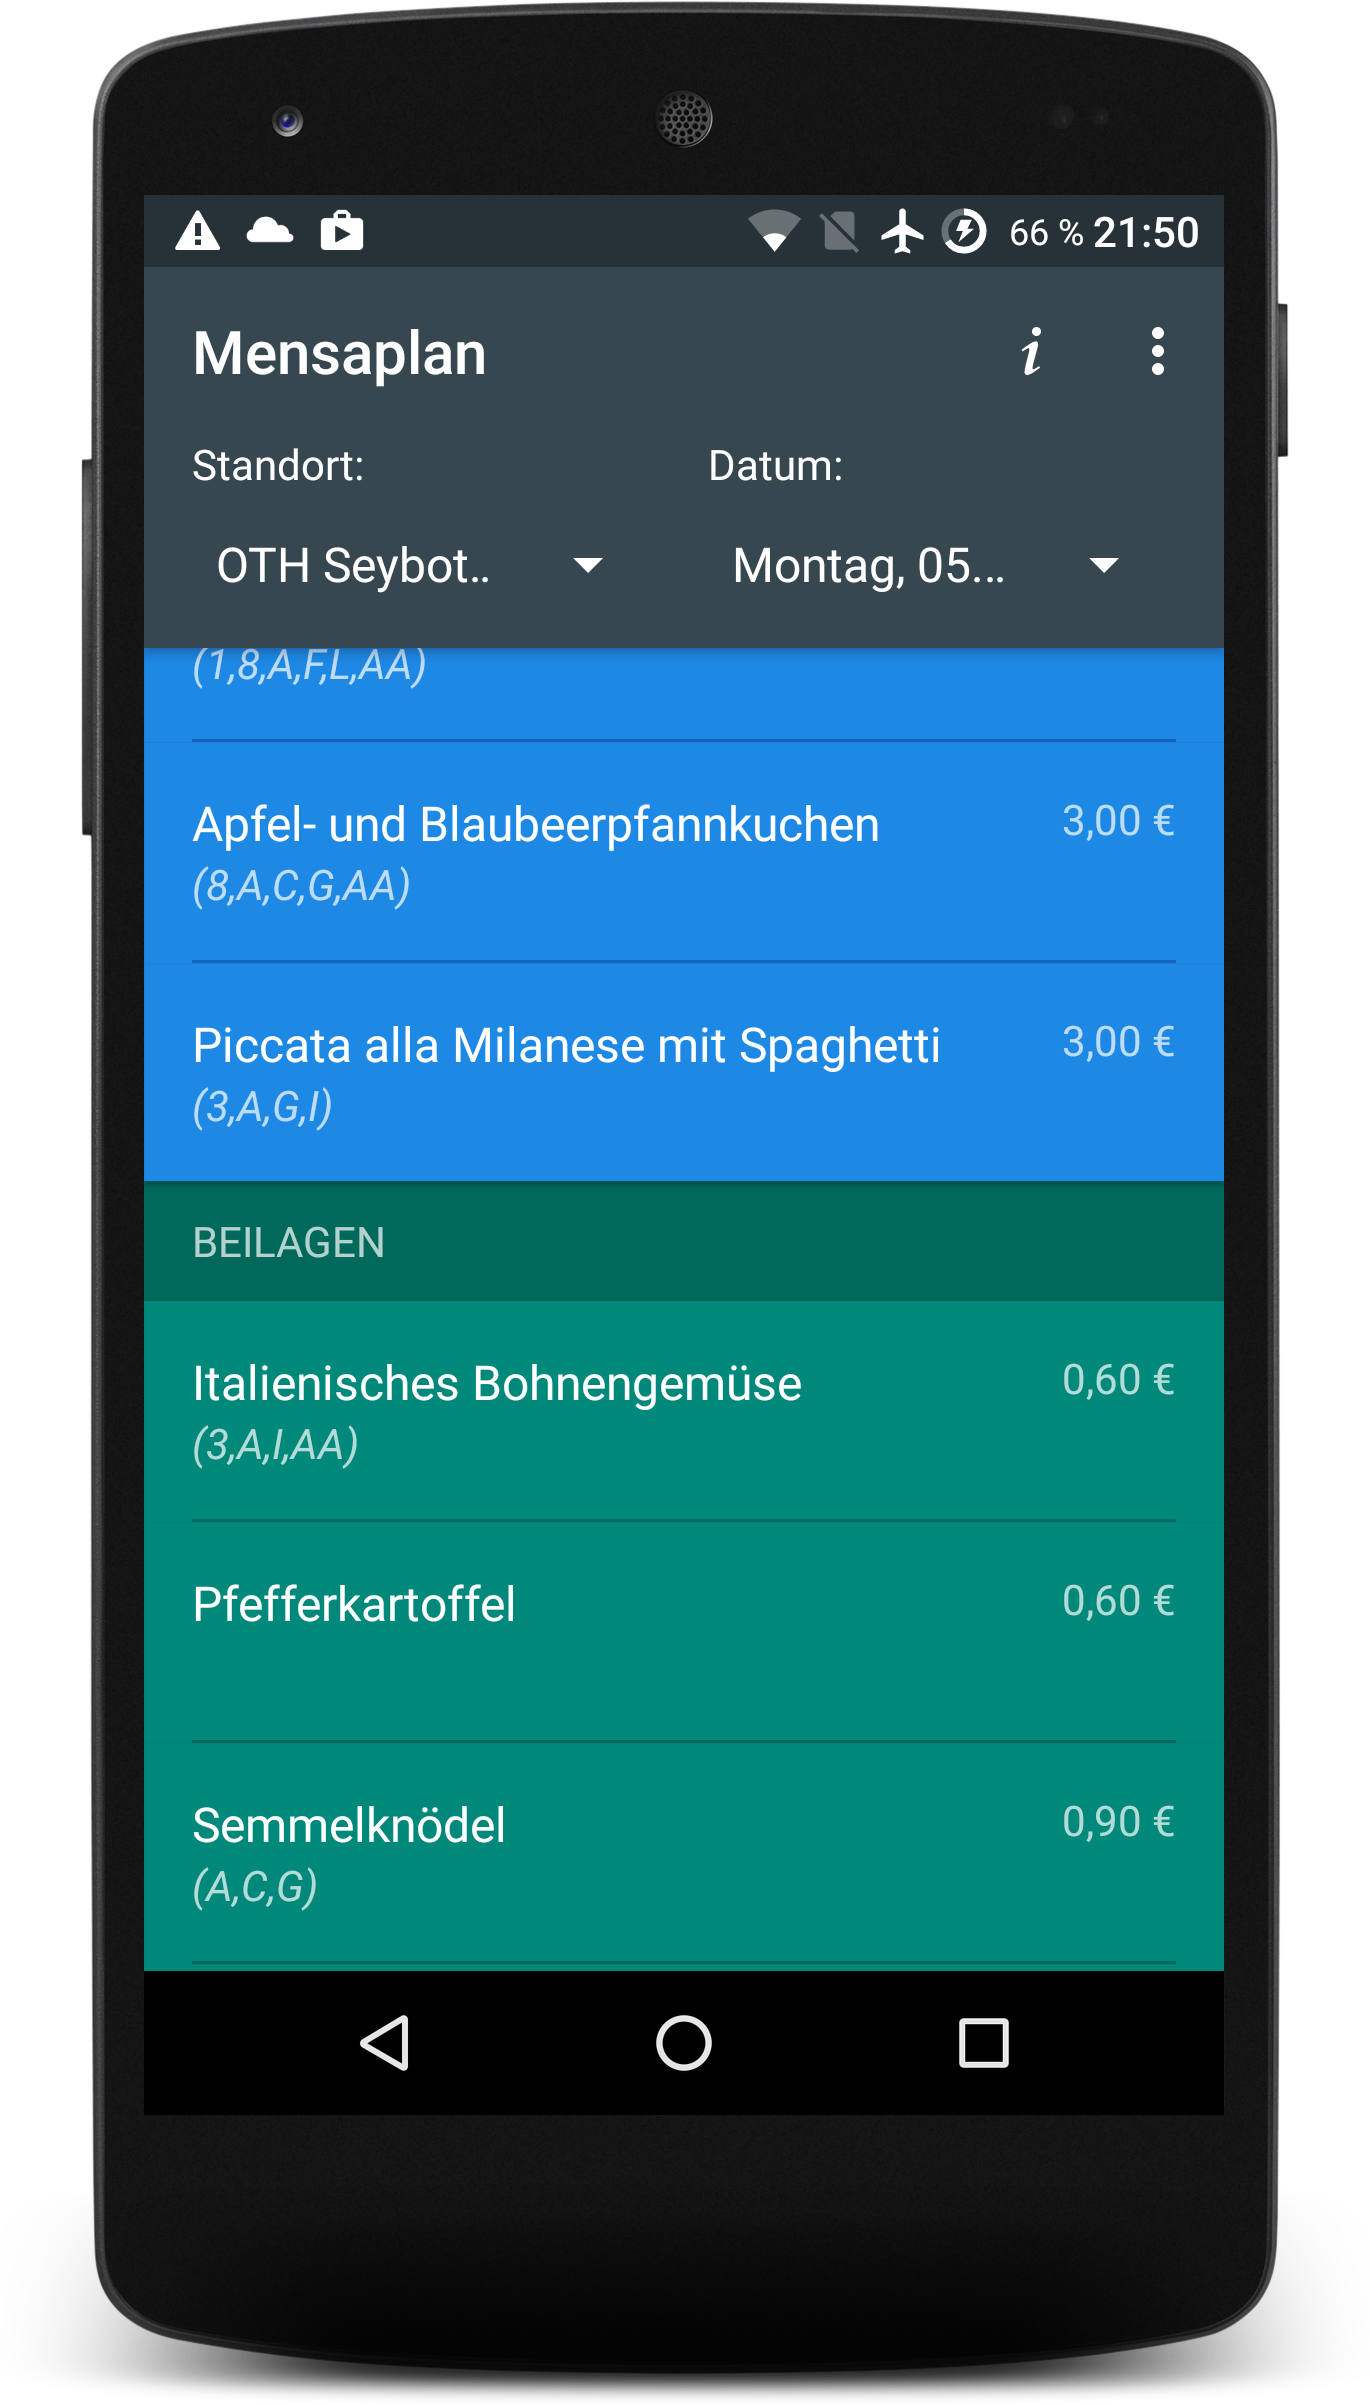 66 % 21:50
Mensaplan
Standort: Datum:
OTH Seybot.. Montag, 05...
(1,8,A,F,L,AA)
Apfel- und Blaubeerpfannkuchen 3,00 €
(8,A,C,G,AA)
Piccata alla Milanese mit Spaghetti 3,00 €
(3,A,G,I)
BEILAGEN
Italienisches Bohnengemüse 0,60 €
(3,A,I,AA)
Pfefferkartoffel 0,60 €
Semmelknödel 0,90 €
(A,C,G)